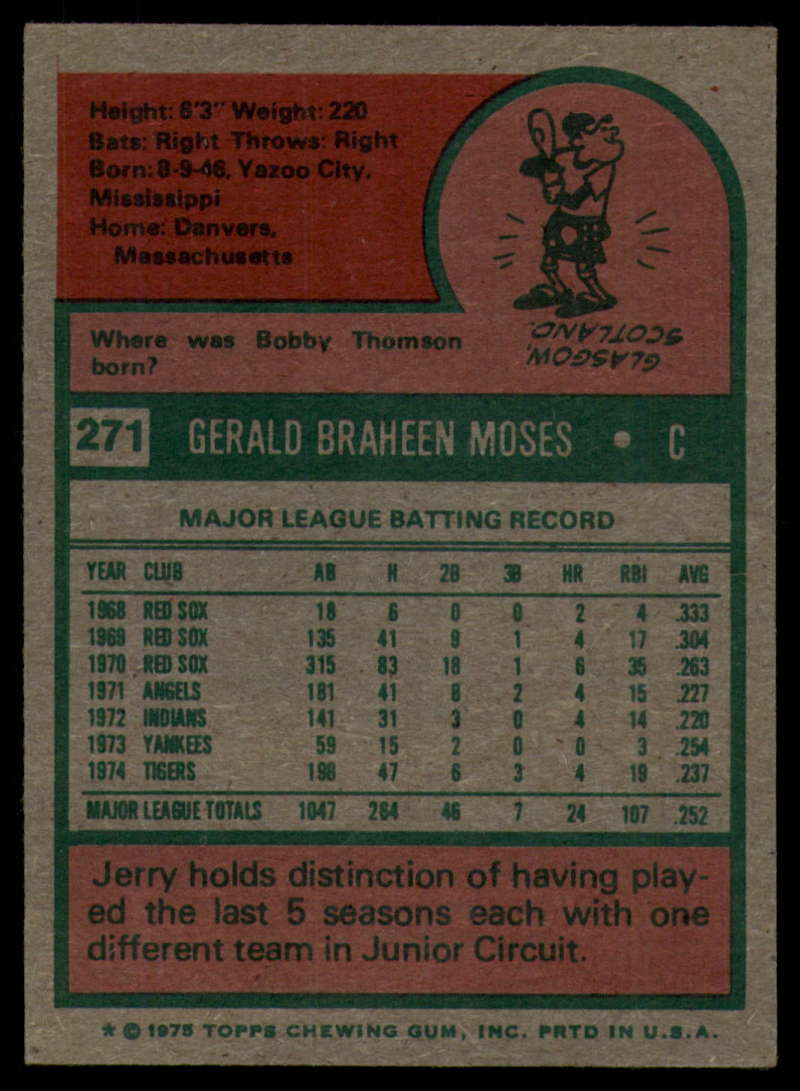 Height: 6'3" Weight: 220
Bats: Right Throws: Right
Born: 8-9-46, Yazoo City,
Mississippi
Home: Danvers,
Massachusetts
Where was Bobby Thomson
born?
GLASGOW,
SCOTLAND.
271 GERALD BRAHEEN MOSES • C
MAJOR LEAGUE BATTING RECORD
YEAR CLUB AB H 2B 3B HR RBI AVG
1968 RED SOX 18 6 0 0 2 4 .333
1969 RED SOX 135 41 9 1 4 17 .304
1970 RED SOX 315 83 18 1 6 35 .263
1971 ANGELS 181 41 8 2 4 15 .227
1972 INDIANS 141 31 3 0 4 14 .220
1973 YANKEES 59 15 2 0 0 3 .254
1974 TIGERS 198 47 6 3 4 19 .237
MAJOR LEAGUE TOTALS 1047 264 46 7 24 107 .252
Jerry holds distinction of having play-
ed the last 5 seasons each with one
different team in Junior Circuit.
* © 1975 TOPPS CHEWING GUM, INC. PRTD IN U.S.A.